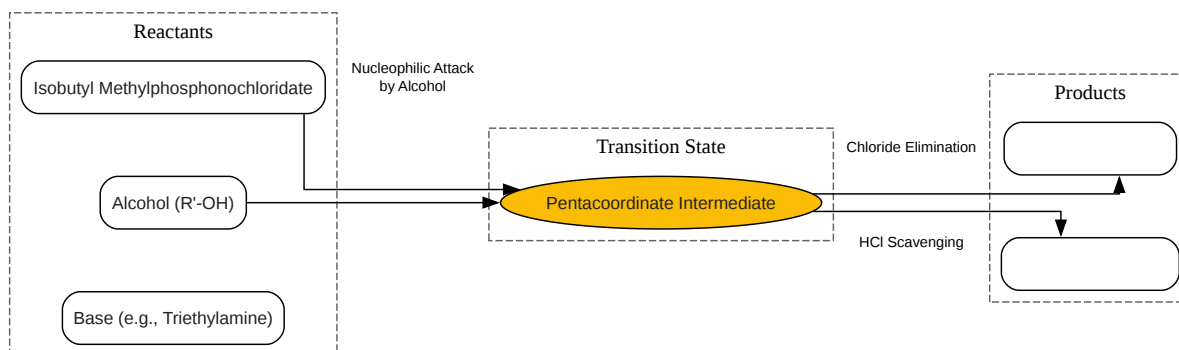 Reactants
Isobutyl Methylphosphonochloridate
Alcohol (R'-OH)
Base (e.g., Triethylamine)
Nucleophilic Attack
by Alcohol
Transition State
Pentacoordinate Intermediate
Chloride Elimination
HCl Scavenging
Products